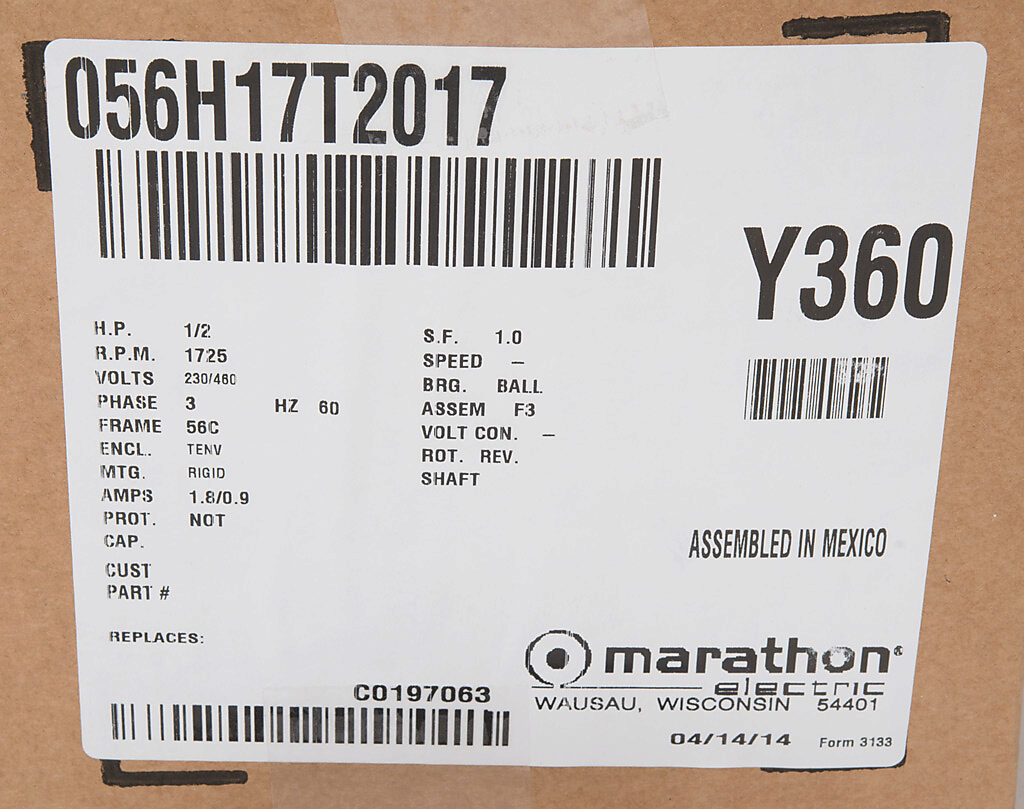 056H17T2017
Y360
H.P. 1/2
R.P.M. 1725
VOLTS 230/460
PHASE 3 HZ 60
FRAME 56C
ENCL. TENV
MTG. RIGID
AMPS 1.8/0.9
PROT. NOT
CAP.
CUST
PART #
REPLACES:
S.F. 1.0
SPEED –
BRG. BALL
ASSEM F3
VOLT CON. –
ROT. REV.
SHAFT
ASSEMBLED IN MEXICO
marathon®
electric
WAUSAU, WISCONSIN 54401
C0197063
04/14/14 Form 3133